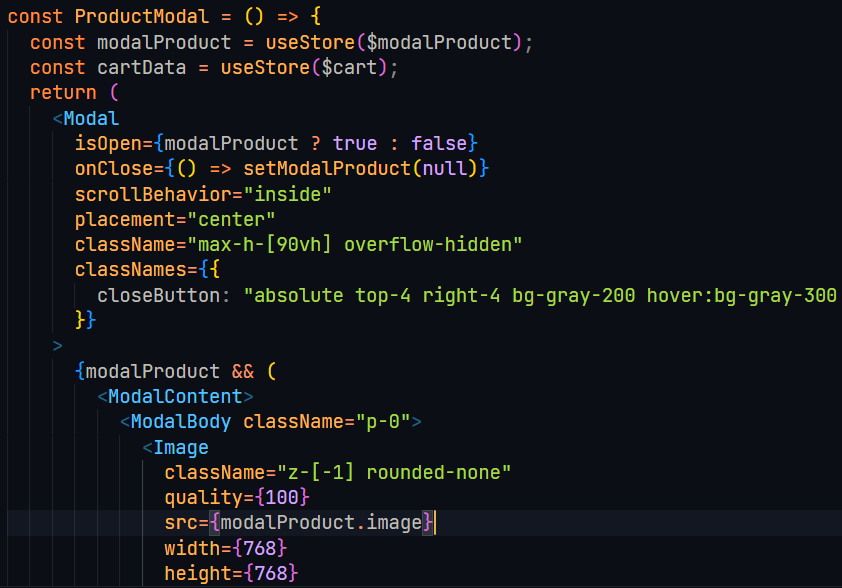 const ProductModal = () => {
const modalProduct = useStore($modalProduct);
const cartData = useStore($cart);
return (
<Modal
isOpen={modalProduct ? true : false}
onClose={() => setModalProduct(null)}
scrollBehavior="inside"
placement="center"
className="max-h-[90vh] overflow-hidden"
classNames={{
closeButton: "absolute top-4 right-4 bg-gray-200 hover:bg-gray-300
}}
>
{modalProduct && (
<ModalContent>
<ModalBody className="p-0">
<Image
className="z-[-1] rounded-none"
quality={100}
src={modalProduct.image}
width={768}
height={768}